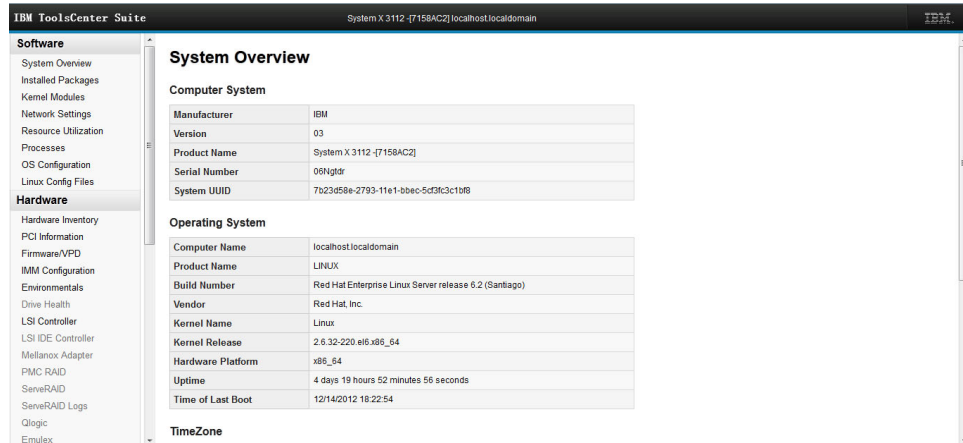 IBM ToolsCenter Suite
System X 3112 -[7158AC2] localhost.localdomain
IBM.
Software
System Overview
Installed Packages
Kernel Modules
Network Settings
Resource Utilization
Processes
OS Configuration
Linux Config Files
Hardware
Hardware Inventory
PCI Information
Firmware/VPD
IMM Configuration
Environmentals
Drive Health
LSI Controller
LSI IDE Controller
Mellanox Adapter
PMC RAID
ServeRAID
ServeRAID Logs
Qlogic
Emulex
System Overview
Computer System
Manufacturer IBM
Version 03
Product Name System X 3112 -[7158AC2]
Serial Number 06Ngtdr
System UUID 7b23d58e-2793-11e1-bbec-5cf3fc3c1bf8
Operating System
Computer Name localhost.localdomain
Product Name LINUX
Build Number Red Hat Enterprise Linux Server release 6.2 (Santiago)
Vendor Red Hat, Inc.
Kernel Name Linux
Kernel Release 2.6.32-220.el6.x86_64
Hardware Platform x86_64
Uptime 4 days 19 hours 52 minutes 56 seconds
Time of Last Boot 12/14/2012 18:22:54
TimeZone